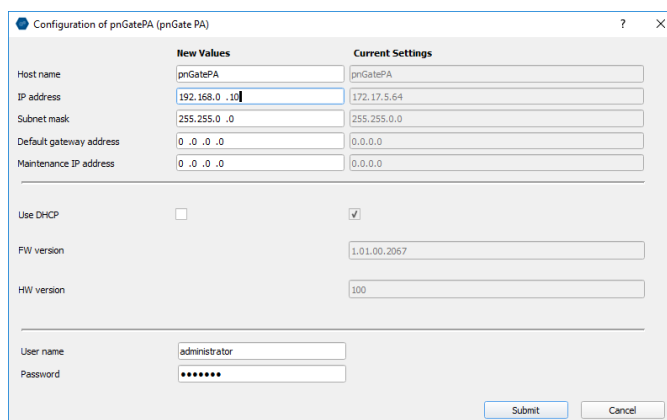 Configuration of pnGatePA (pnGate PA) ? ×
New Values Current Settings
Host name pnGatePA pnGatePA
IP address 192.168.0 .10 172.17.5.64
Subnet mask 255.255.0 .0 255.255.0.0
Default gateway address 0 .0 .0 .0 0.0.0.0
Maintenance IP address 0 .0 .0 .0 0.0.0.0
Use DHCP
FW version 1.01.00.2067
HW version 100
User name administrator
Password •••••••
Submit Cancel